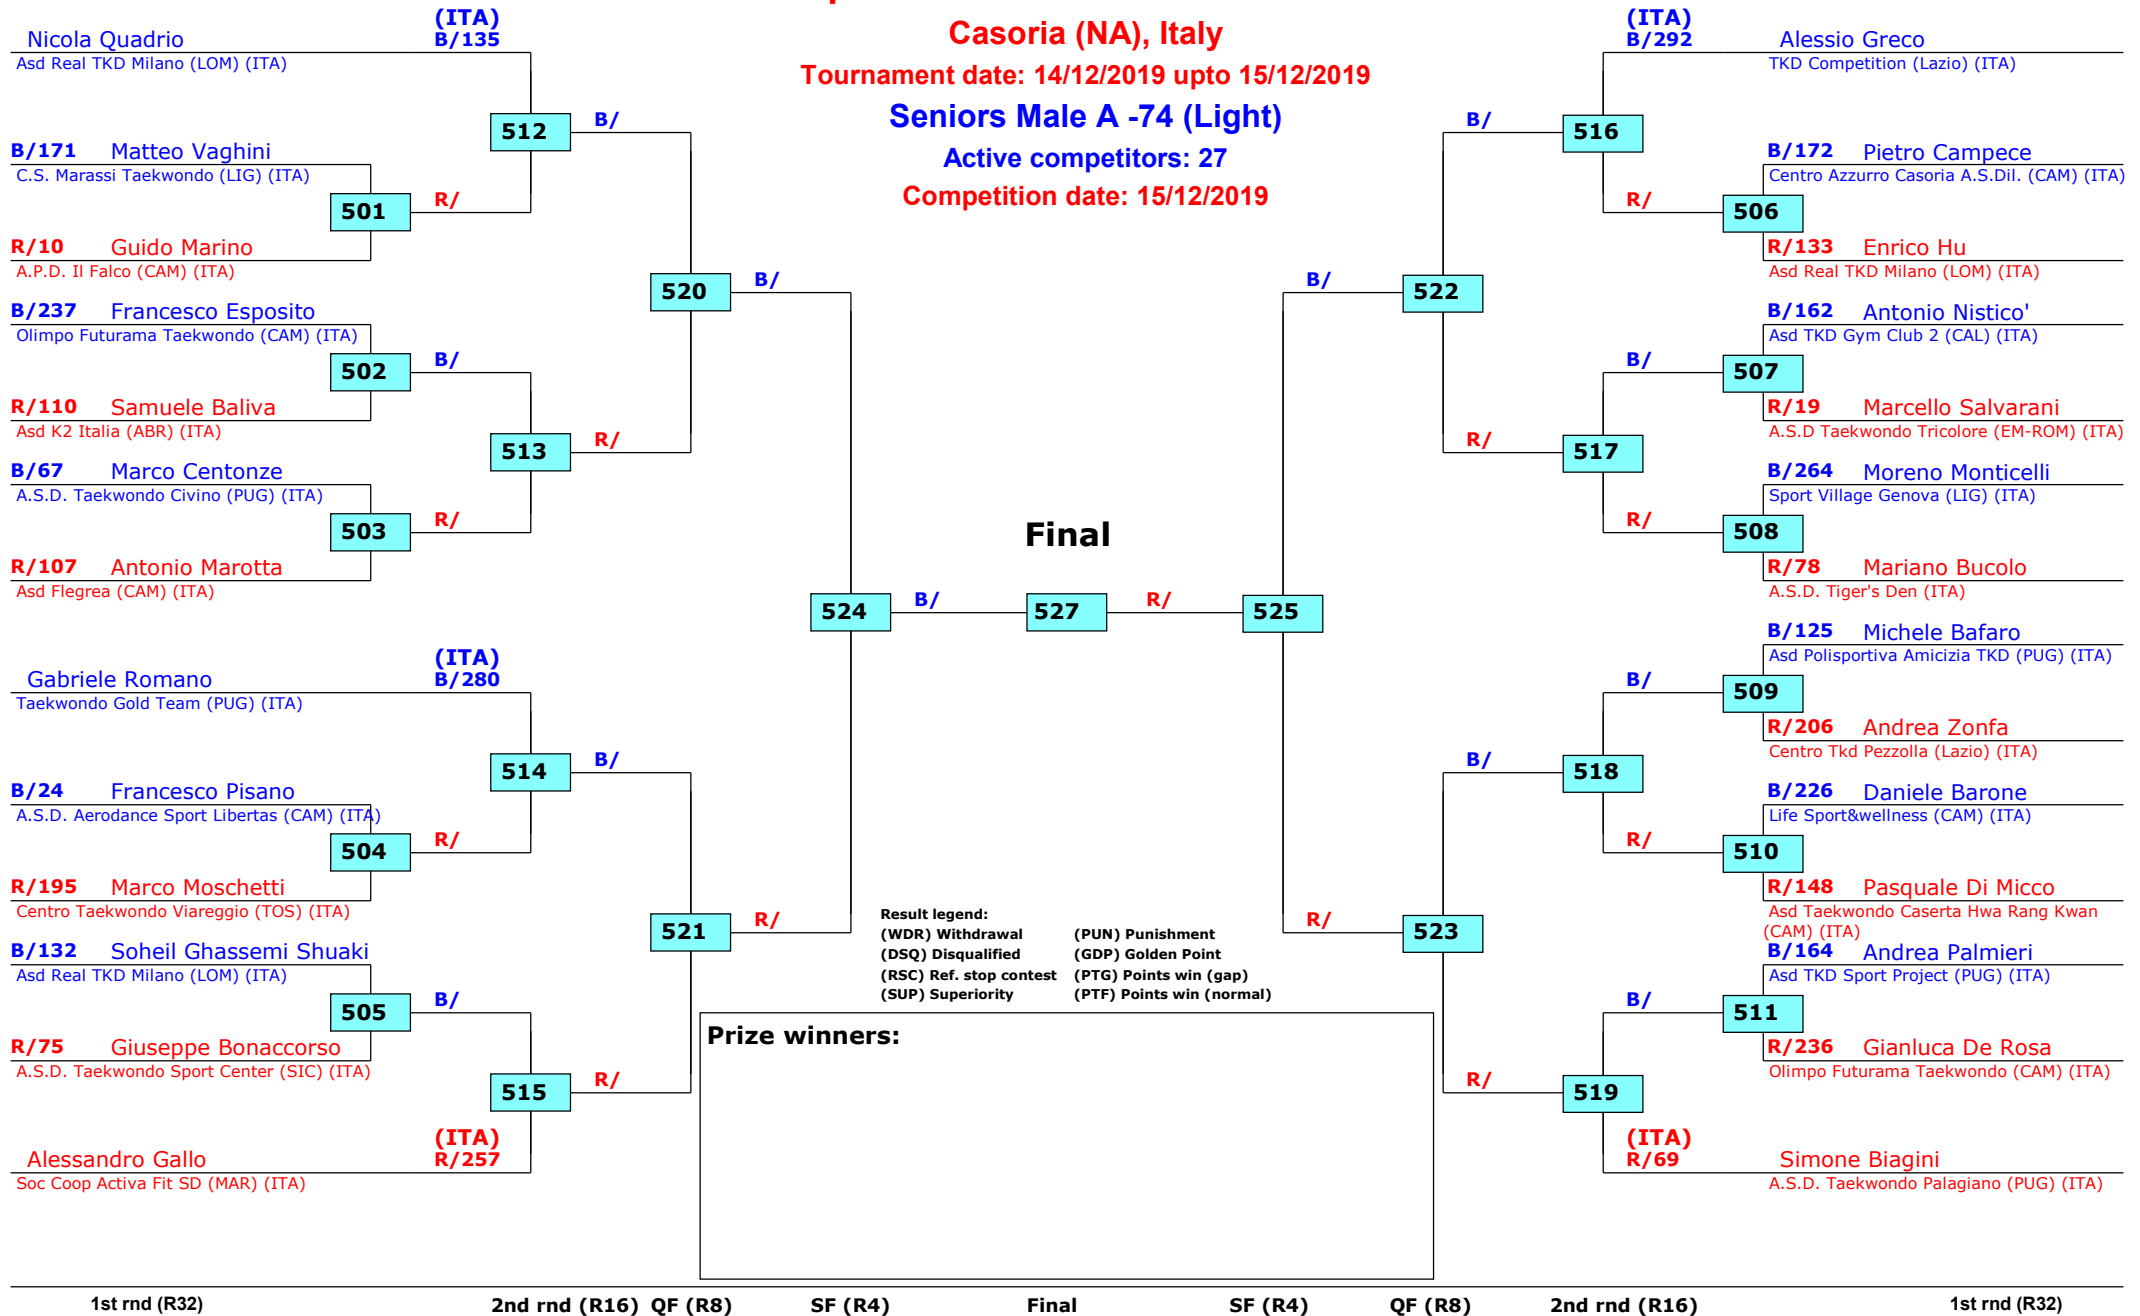 Casoria (NA), Italy
Tournament date: 14/12/2019 upto 15/12/2019
Seniors Male A -74 (Light)
Active competitors: 27
Competition date: 15/12/2019
(ITA)
Nicola Quadrio B/135
Asd Real TKD Milano (LOM) (ITA)
512 B/
B/171 Matteo Vaghini
C.S. Marassi Taekwondo (LIG) (ITA)
501 R/
R/10 Guido Marino
A.P.D. Il Falco (CAM) (ITA)
520 B/
B/237 Francesco Esposito
Olimpo Futurama Taekwondo (CAM) (ITA)
502 B/
R/110 Samuele Baliva
Asd K2 Italia (ABR) (ITA)
513 R/
B/67 Marco Centonze
A.S.D. Taekwondo Civino (PUG) (ITA)
503 R/
R/107 Antonio Marotta
Asd Flegrea (CAM) (ITA)
(ITA)
Gabriele Romano B/280
Taekwondo Gold Team (PUG) (ITA)
514 B/
B/24 Francesco Pisano
A.S.D. Aerodance Sport Libertas (CAM) (ITA)
504 R/
R/195 Marco Moschetti
Centro Taekwondo Viareggio (TOS) (ITA)
521 R/
B/132 Soheil Ghassemi Shuaki
Asd Real TKD Milano (LOM) (ITA)
505 B/
R/75 Giuseppe Bonaccorso
A.S.D. Taekwondo Sport Center (SIC) (ITA)
515 R/
(ITA)
Alessandro Gallo R/257
Soc Coop Activa Fit SD (MAR) (ITA)
Final
524 B/ 527 R/ 525
(ITA)
B/292 Alessio Greco
TKD Competition (Lazio) (ITA)
B/ 516
B/172 Pietro Campece
Centro Azzurro Casoria A.S.Dil. (CAM) (ITA)
R/ 506
R/133 Enrico Hu
Asd Real TKD Milano (LOM) (ITA)
B/ 522
B/162 Antonio Nistico'
Asd TKD Gym Club 2 (CAL) (ITA)
B/ 507
R/19 Marcello Salvarani
A.S.D Taekwondo Tricolore (EM-ROM) (ITA)
R/ 517
B/264 Moreno Monticelli
Sport Village Genova (LIG) (ITA)
R/ 508
R/78 Mariano Bucolo
A.S.D. Tiger's Den (ITA)
B/125 Michele Bafaro
Asd Polisportiva Amicizia TKD (PUG) (ITA)
B/ 509
R/206 Andrea Zonfa
Centro Tkd Pezzolla (Lazio) (ITA)
B/ 518
B/226 Daniele Barone
Life Sport&wellness (CAM) (ITA)
R/ 510
R/148 Pasquale Di Micco
Asd Taekwondo Caserta Hwa Rang Kwan
(CAM) (ITA)
R/ 523
B/164 Andrea Palmieri
Asd TKD Sport Project (PUG) (ITA)
B/ 511
R/236 Gianluca De Rosa
Olimpo Futurama Taekwondo (CAM) (ITA)
R/ 519
(ITA)
R/69 Simone Biagini
A.S.D. Taekwondo Palagiano (PUG) (ITA)
Result legend:
(WDR) Withdrawal (PUN) Punishment
(DSQ) Disqualified (GDP) Golden Point
(RSC) Ref. stop contest (PTG) Points win (gap)
(SUP) Superiority (PTF) Points win (normal)
Prize winners:
1st rnd (R32) 2nd rnd (R16) QF (R8) SF (R4) Final SF (R4) QF (R8) 2nd rnd (R16) 1st rnd (R32)